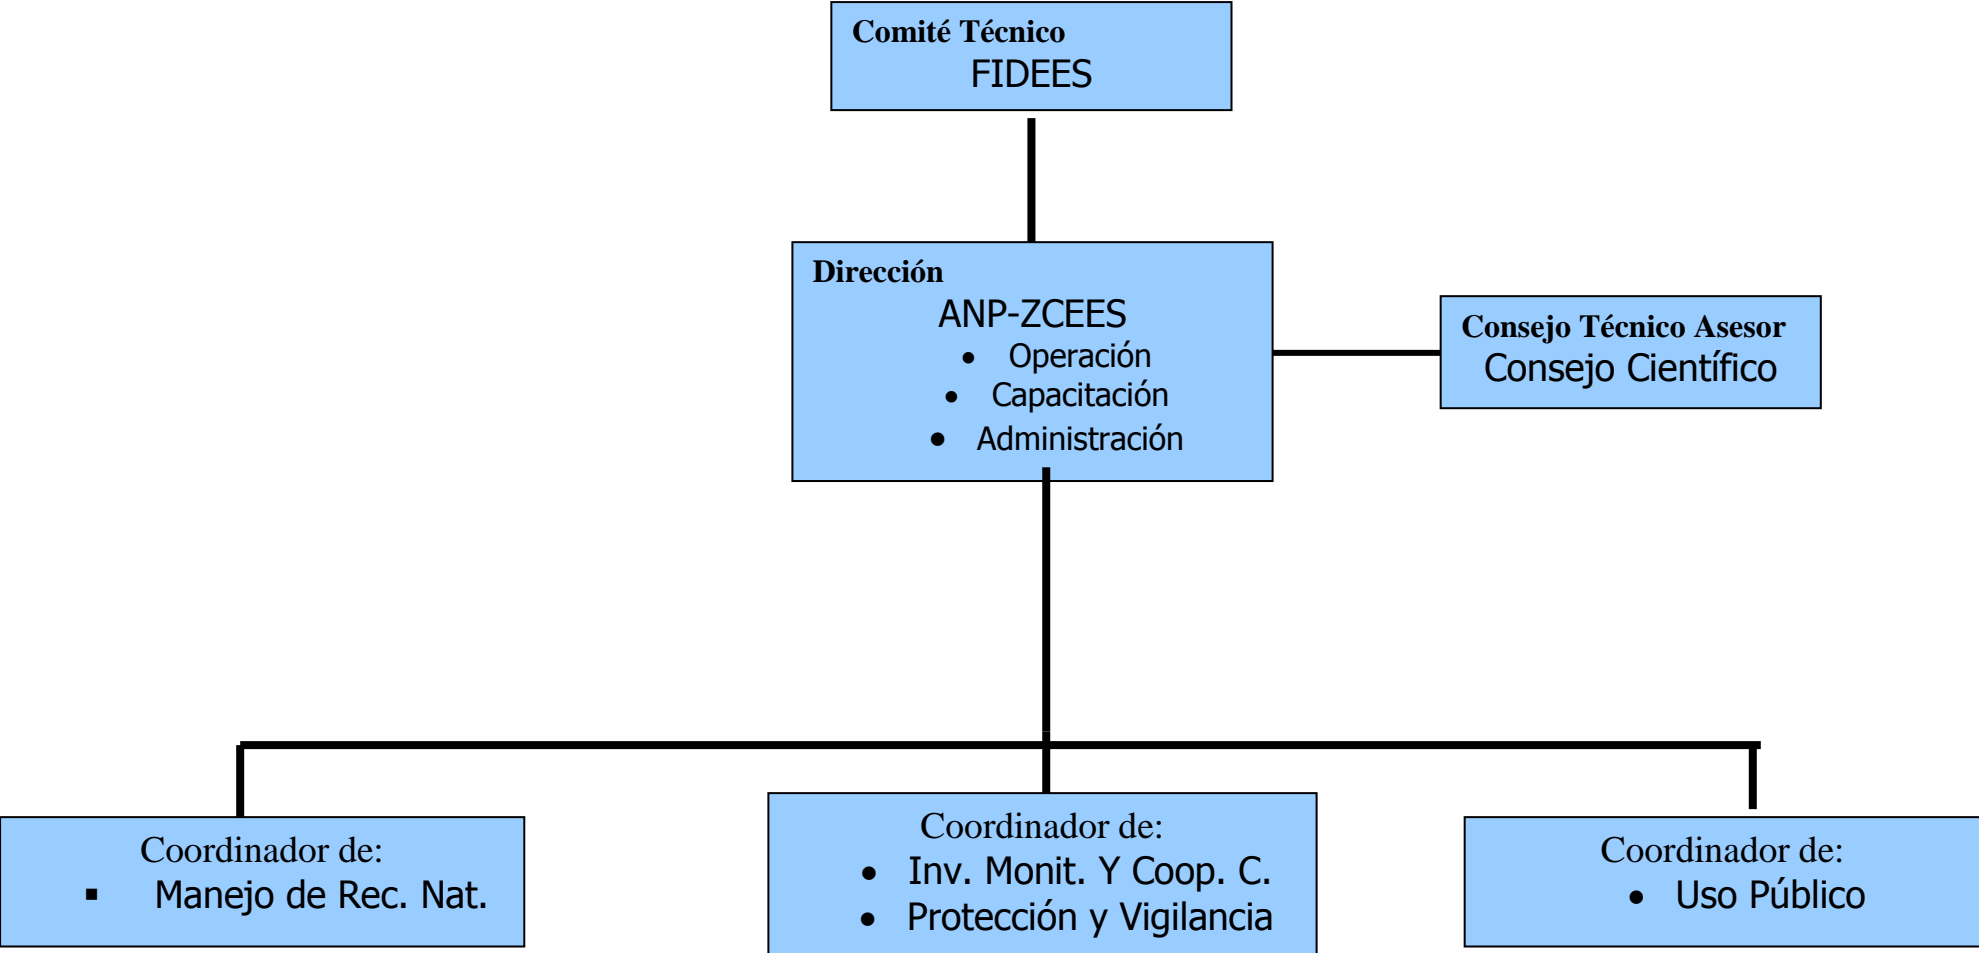 Comité Técnico
FIDEES
Dirección
ANP-ZCEES
• Operación
• Capacitación
• Administración
Consejo Técnico Asesor
Consejo Científico
Coordinador de:
▪ Manejo de Rec. Nat.
Coordinador de:
• Inv. Monit. Y Coop. C.
• Protección y Vigilancia
Coordinador de:
• Uso Público